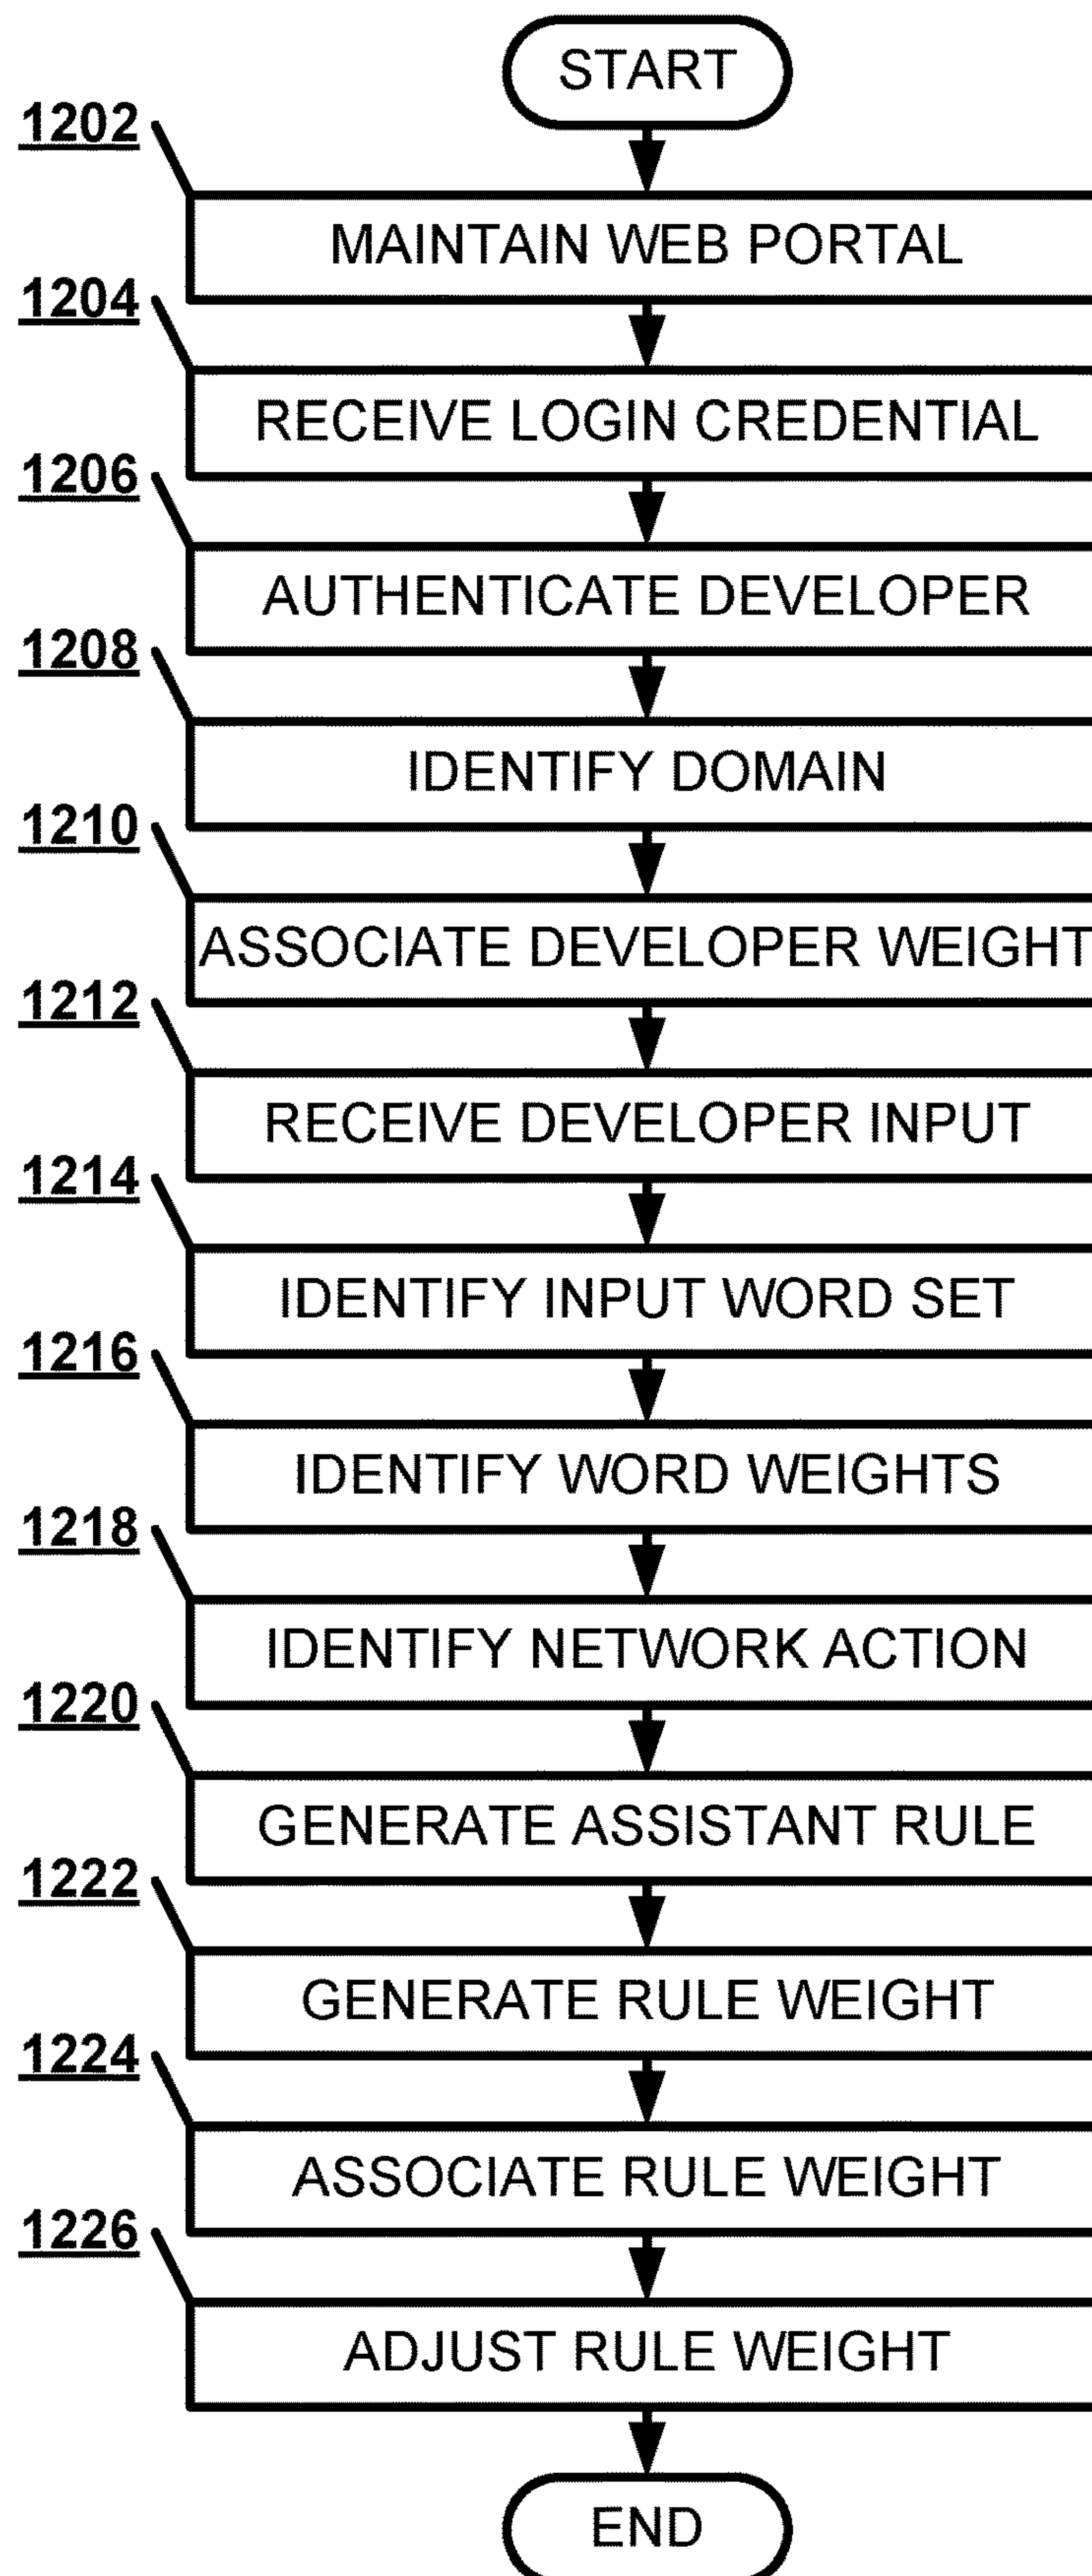 START
1202
MAINTAIN WEB PORTAL
1204
RECEIVE LOGIN CREDENTIAL
1206
AUTHENTICATE DEVELOPER
1208
IDENTIFY DOMAIN
1210
ASSOCIATE DEVELOPER WEIGHT
1212
RECEIVE DEVELOPER INPUT
1214
IDENTIFY INPUT WORD SET
1216
IDENTIFY WORD WEIGHTS
1218
IDENTIFY NETWORK ACTION
1220
GENERATE ASSISTANT RULE
1222
GENERATE RULE WEIGHT
1224
ASSOCIATE RULE WEIGHT
1226
ADJUST RULE WEIGHT
END